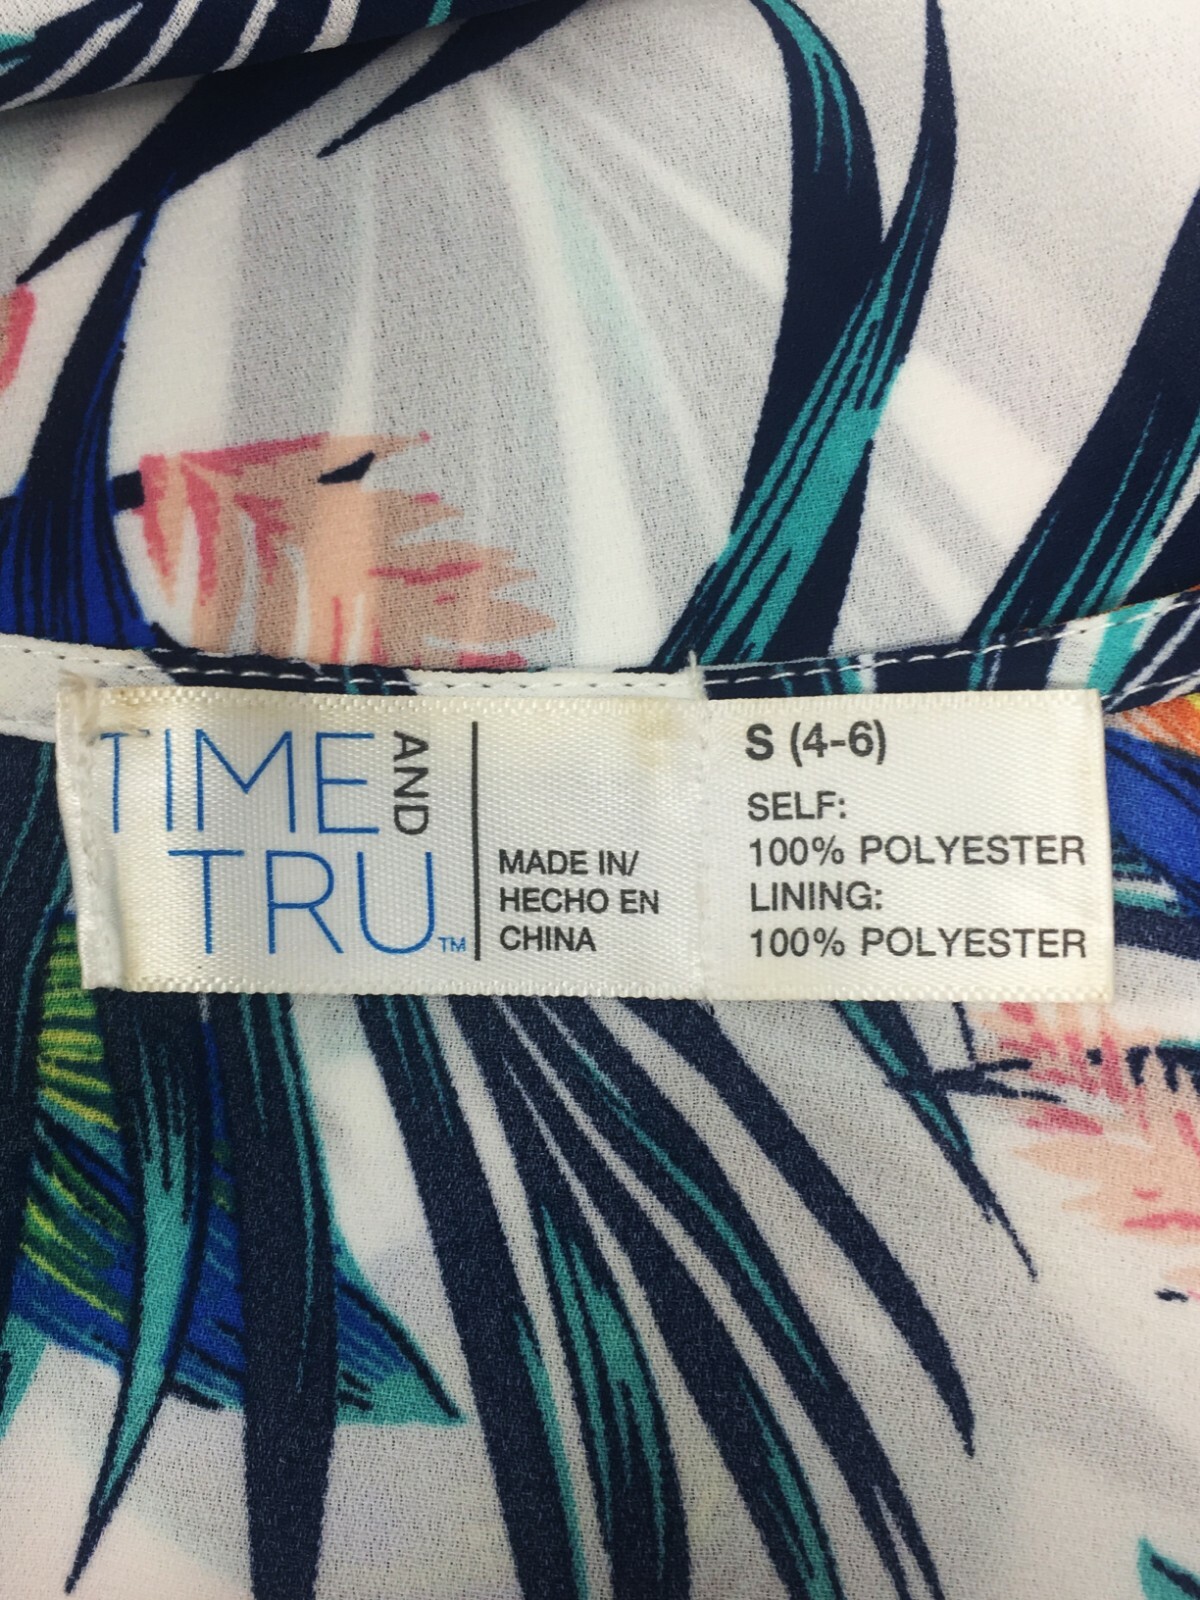 TIME AND
TRU™
MADE IN/
HECHO EN
CHINA
S (4-6)
SELF:
100% POLYESTER
LINING:
100% POLYESTER